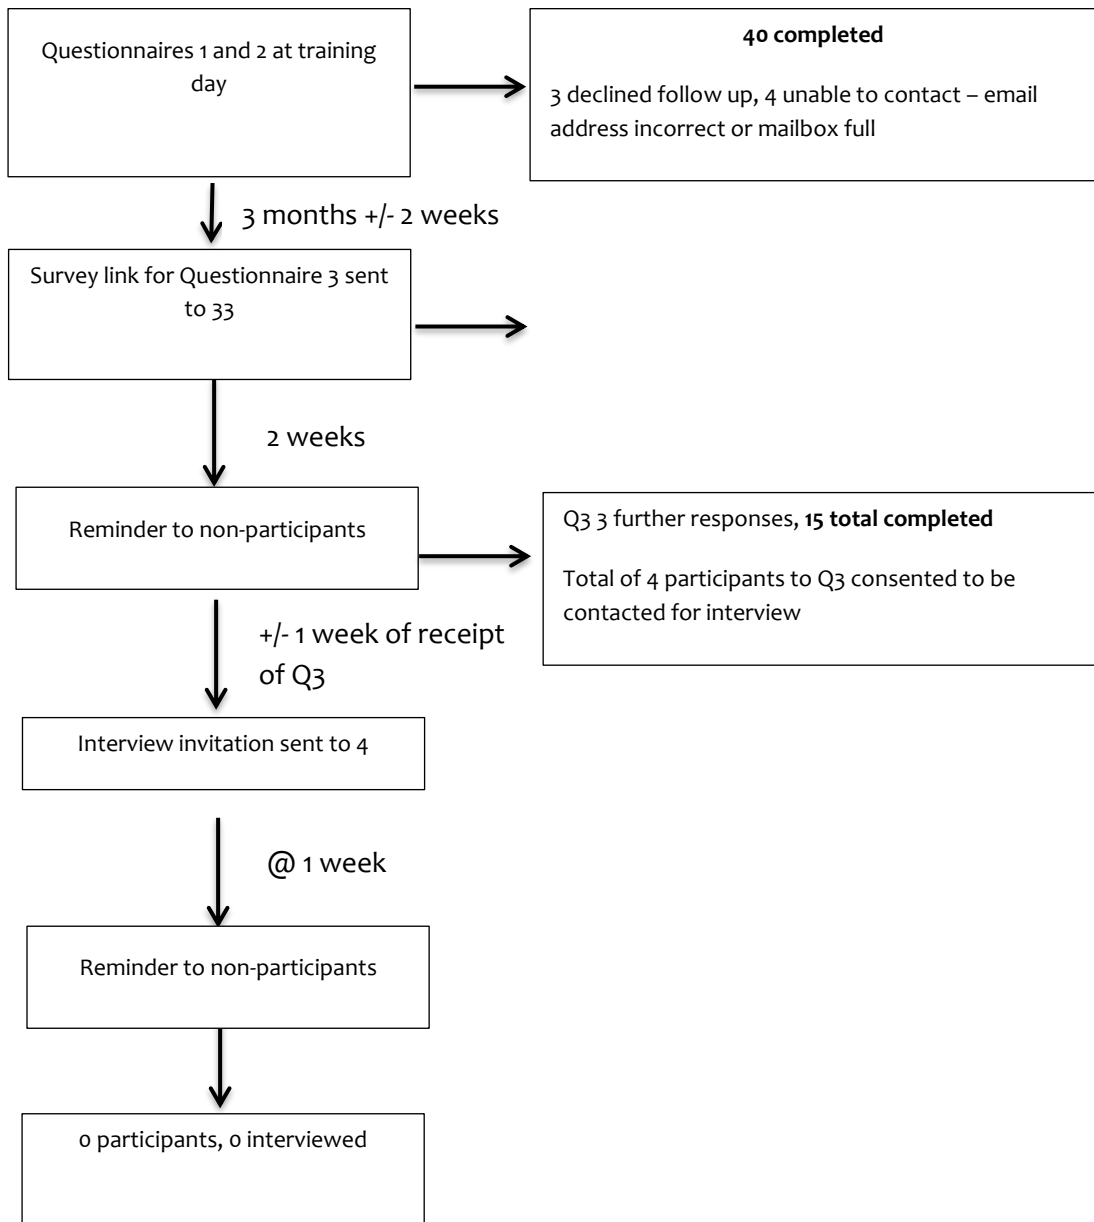 Questionnaires 1 and 2 at training
day
40 completed
3 declined follow up, 4 unable to contact – email
address incorrect or mailbox full
3 months +/- 2 weeks
Survey link for Questionnaire 3 sent
to 33
2 weeks
Reminder to non-participants
Q3 3 further responses, 15 total completed
Total of 4 participants to Q3 consented to be
contacted for interview
+/- 1 week of receipt
of Q3
Interview invitation sent to 4
@ 1 week
Reminder to non-participants
0 participants, 0 interviewed